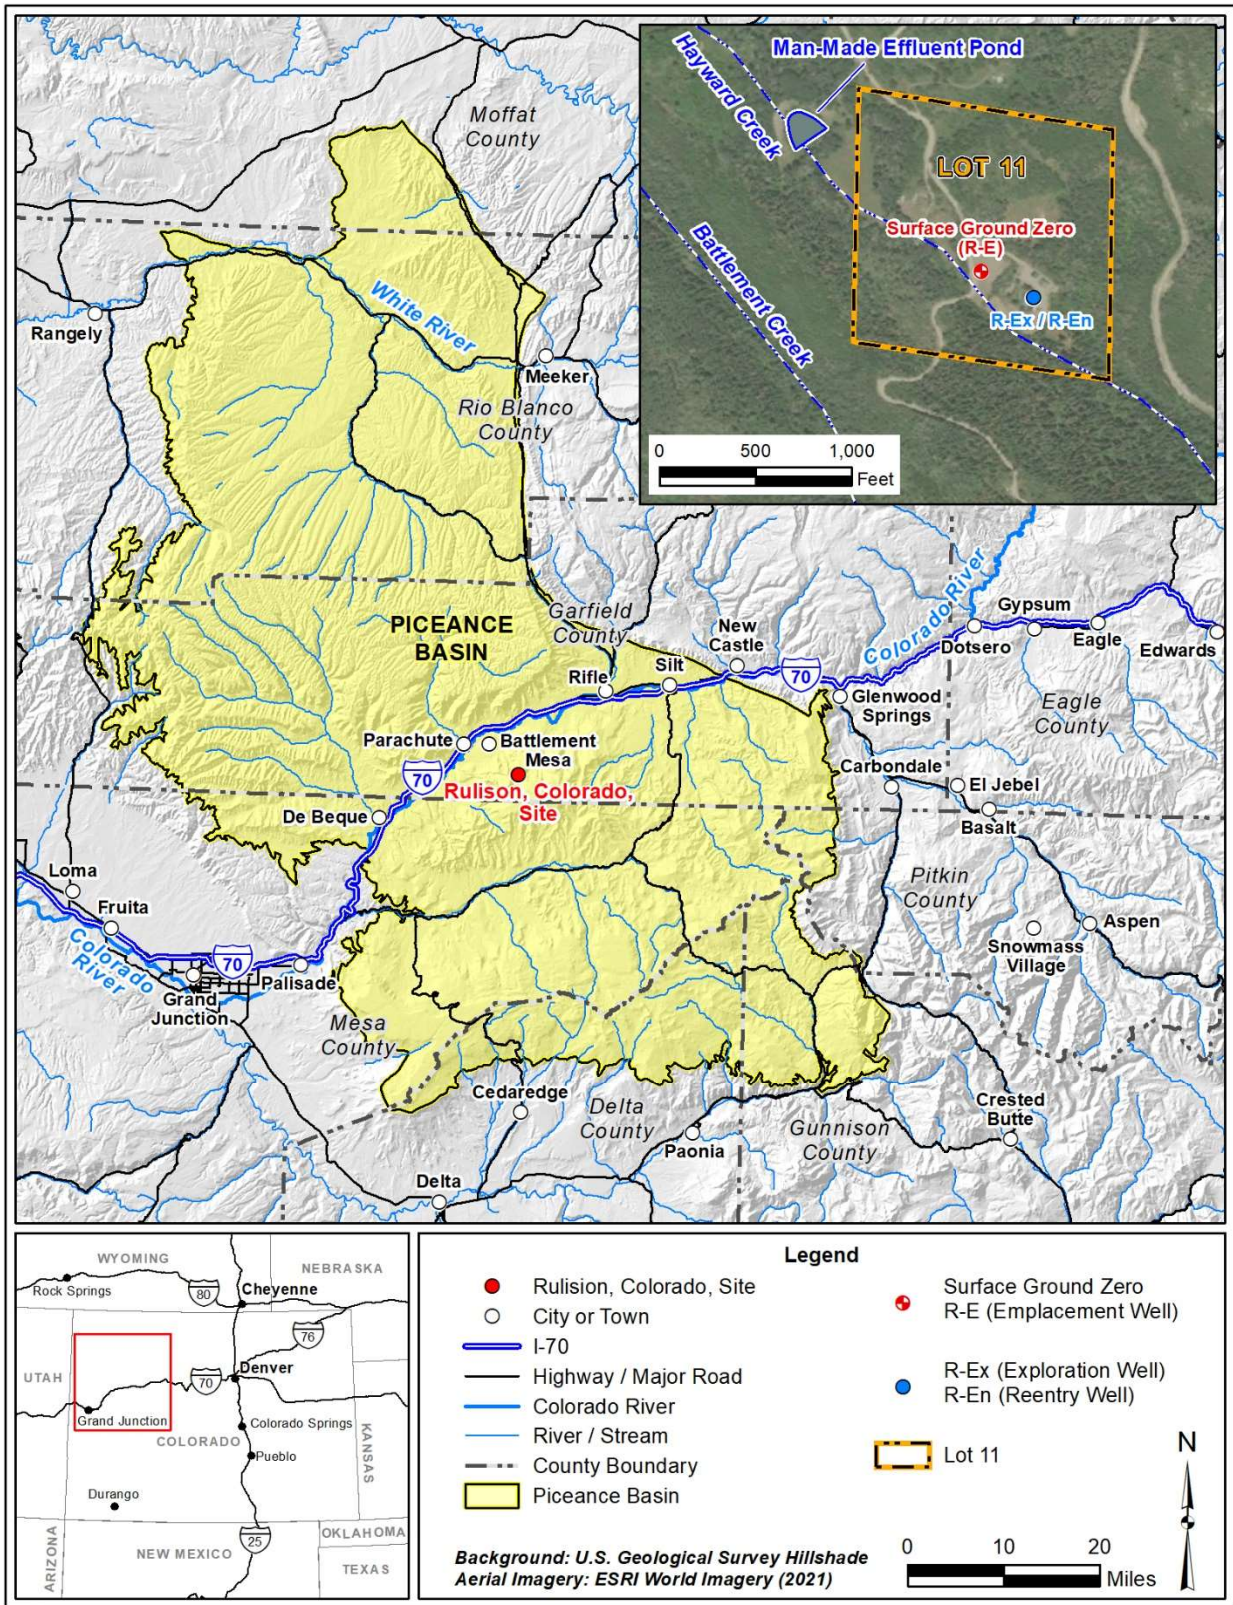 Moffat
County
White River
Rangely
Meeker
Rio Blanco
County
Hayward Creek
Man-Made Effluent Pond
LOT 11
Surface Ground Zero
(R-E)
R-Ex / R-En
Battlement Creek
0 500 1,000
Feet
Colorado River
PICEANCE
BASIN
Garfield
County
New
Castle
Gypsum
Dotsero
Eagle
Edwards
Rifle
Silt
70
Glenwood
Springs
Eagle
County
Parachute
Battlement
Mesa
70
Rulison, Colorado,
Site
Carbondale
El Jebel
Basalt
De Beque
Loma
Fruita
Pitkin
County
Aspen
Snowmass
Village
Colorado
River
70
Palisade
Grand
Junction
Mesa
County
Cedaredge
Delta
County
Paonia
Gunnison
County
Crested
Butte
Delta
WYOMING
NEBRASKA
Rock Springs
80
Cheyenne
76
UTAH
Denver
70
Grand Junction
COLORADO
Colorado Springs
KANSAS
Pueblo
Durango
25
ARIZONA
NEW MEXICO
OKLAHOMA
TEXAS
Legend
Rulision, Colorado, Site
City or Town
I-70
Highway / Major Road
Colorado River
River / Stream
County Boundary
Piceance Basin
Surface Ground Zero
R-E (Emplacement Well)
R-Ex (Exploration Well)
R-En (Reentry Well)
Lot 11
N
Background: U.S. Geological Survey Hillshade
Aerial Imagery: ESRI World Imagery (2021)
0 10 20
Miles